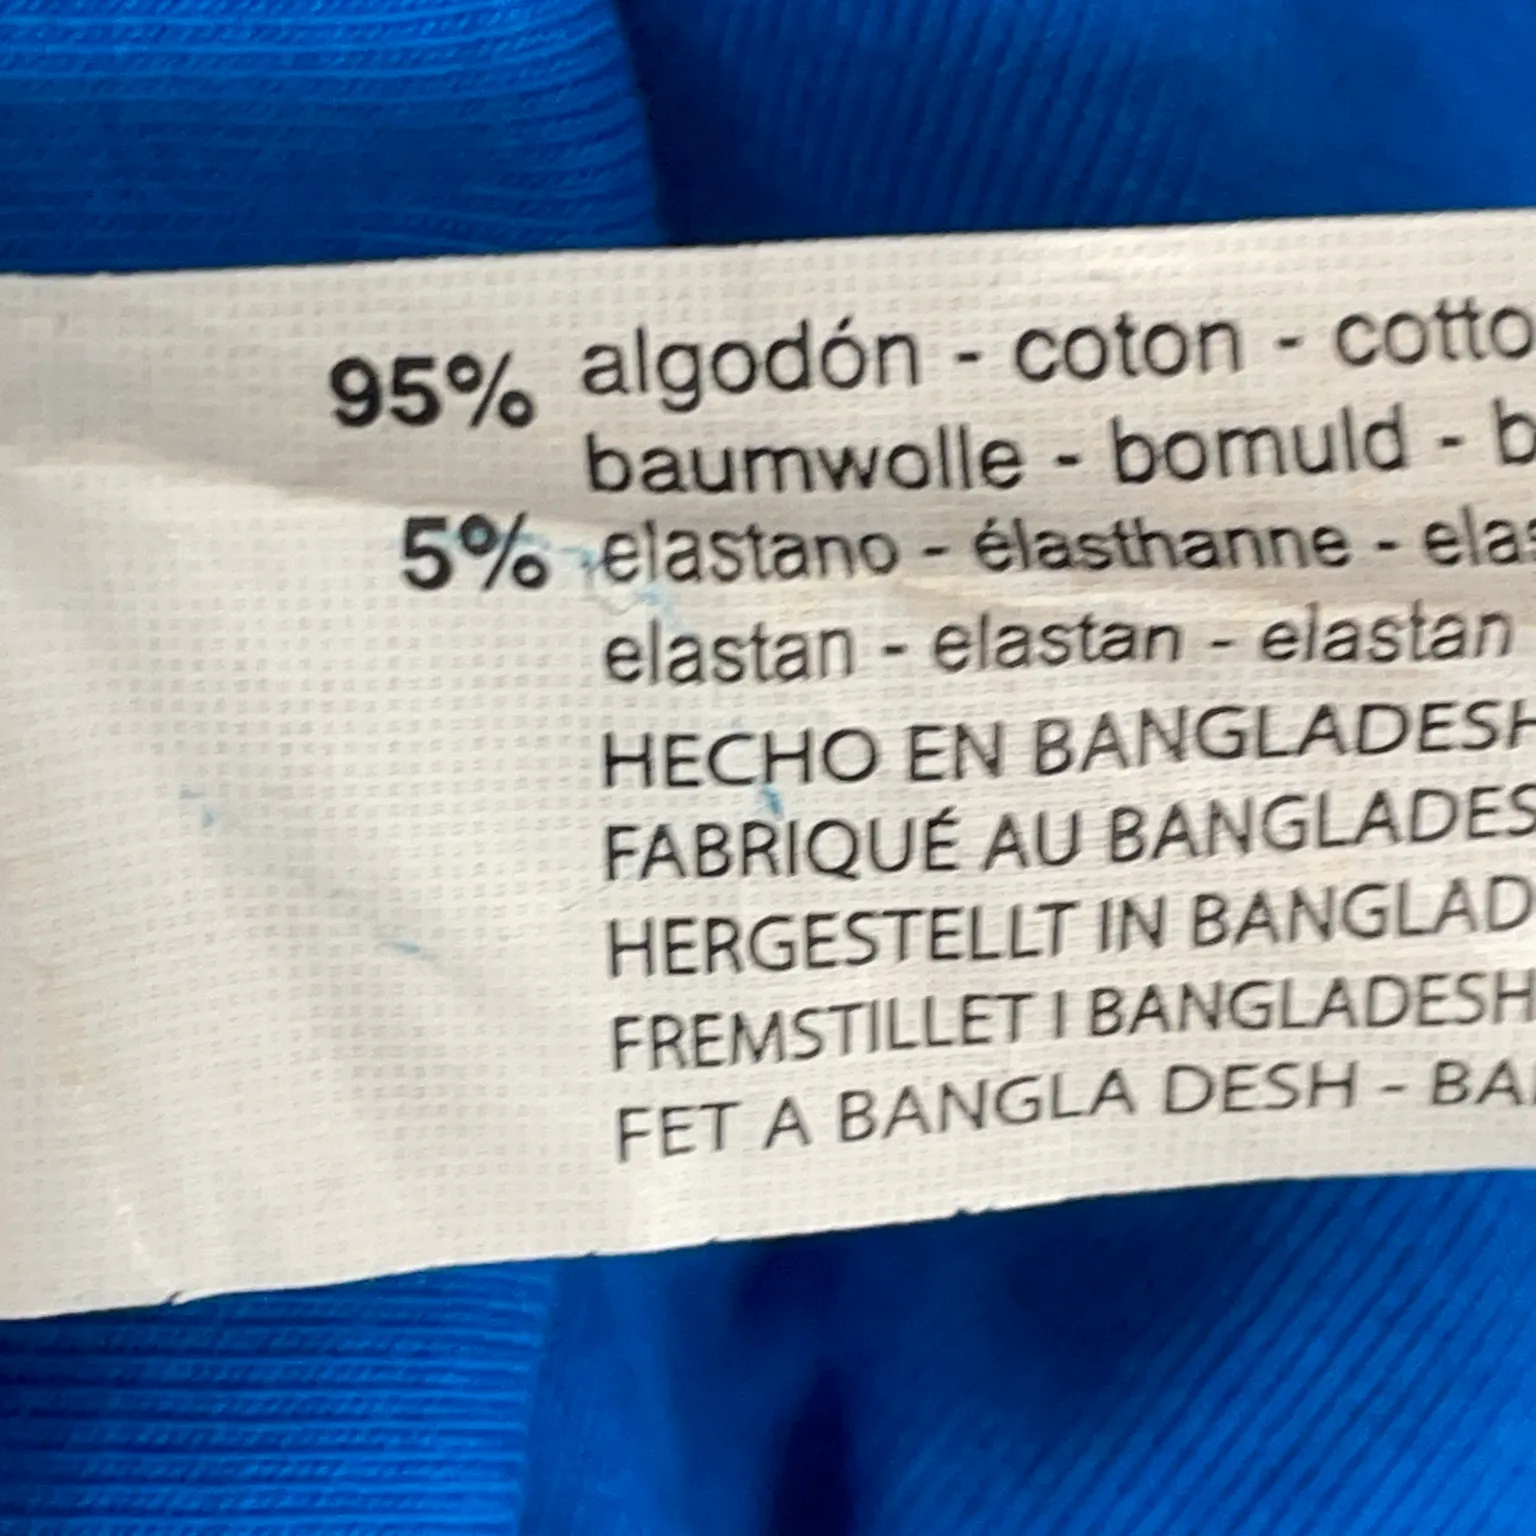 95% algodón - coton - cotto
baumwolle - bomuld - b
5% elastano - élasthanne - elas
elastan - elastan - elastan
HECHO EN BANGLADESH
FABRIQUÉ AU BANGLADES
HERGESTELLT IN BANGLAD
FREMSTILLET I BANGLADESH
FET A BANGLA DESH - BA